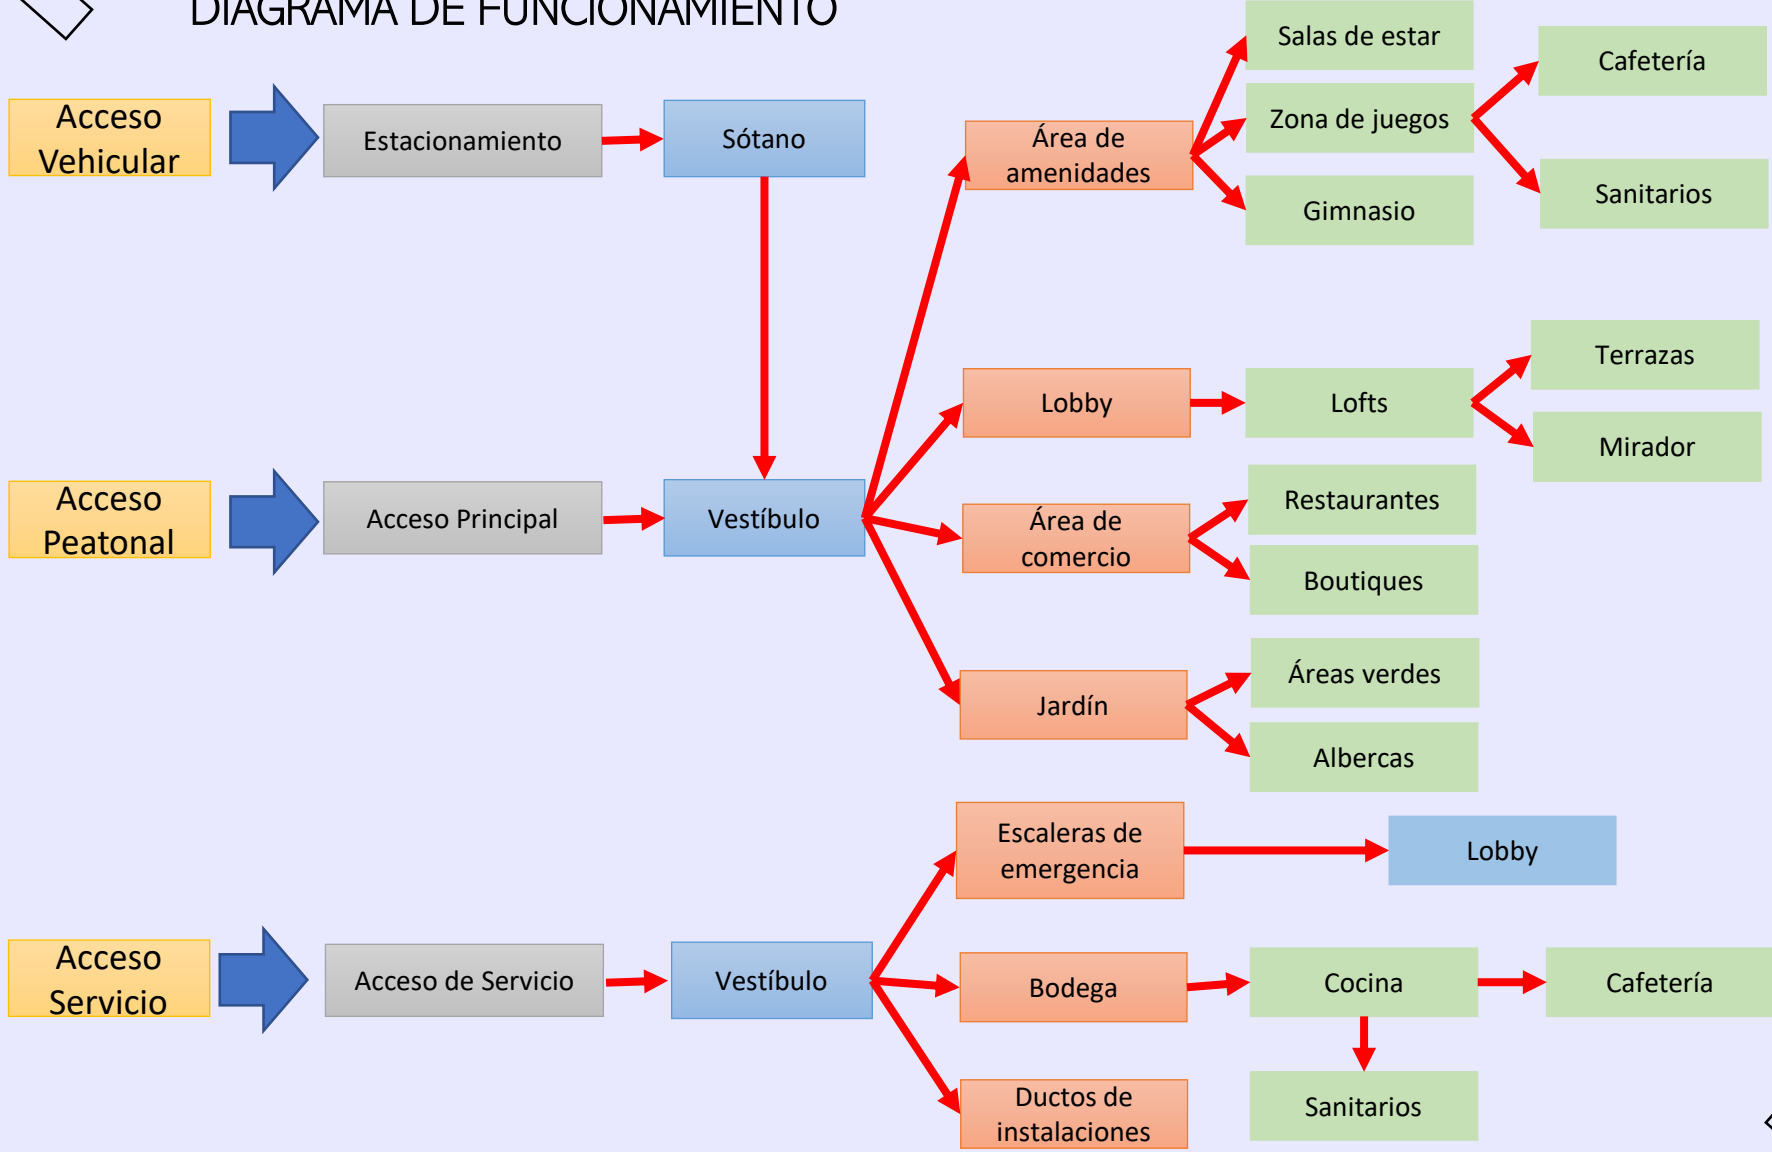 DIAGRAMA DE FUNCIONAMIENTO
Acceso
Vehicular
Estacionamiento
Sótano
Área de
amenidades
Salas de estar
Zona de juegos
Gimnasio
Cafetería
Sanitarios
Acceso
Peatonal
Acceso Principal
Vestíbulo
Lobby
Lofts
Terrazas
Mirador
Área de
comercio
Restaurantes
Boutiques
Jardín
Áreas verdes
Albercas
Acceso
Servicio
Acceso de Servicio
Vestíbulo
Escaleras de
emergencia
Lobby
Bodega
Cocina
Cafetería
Sanitarios
Ductos de
instalaciones